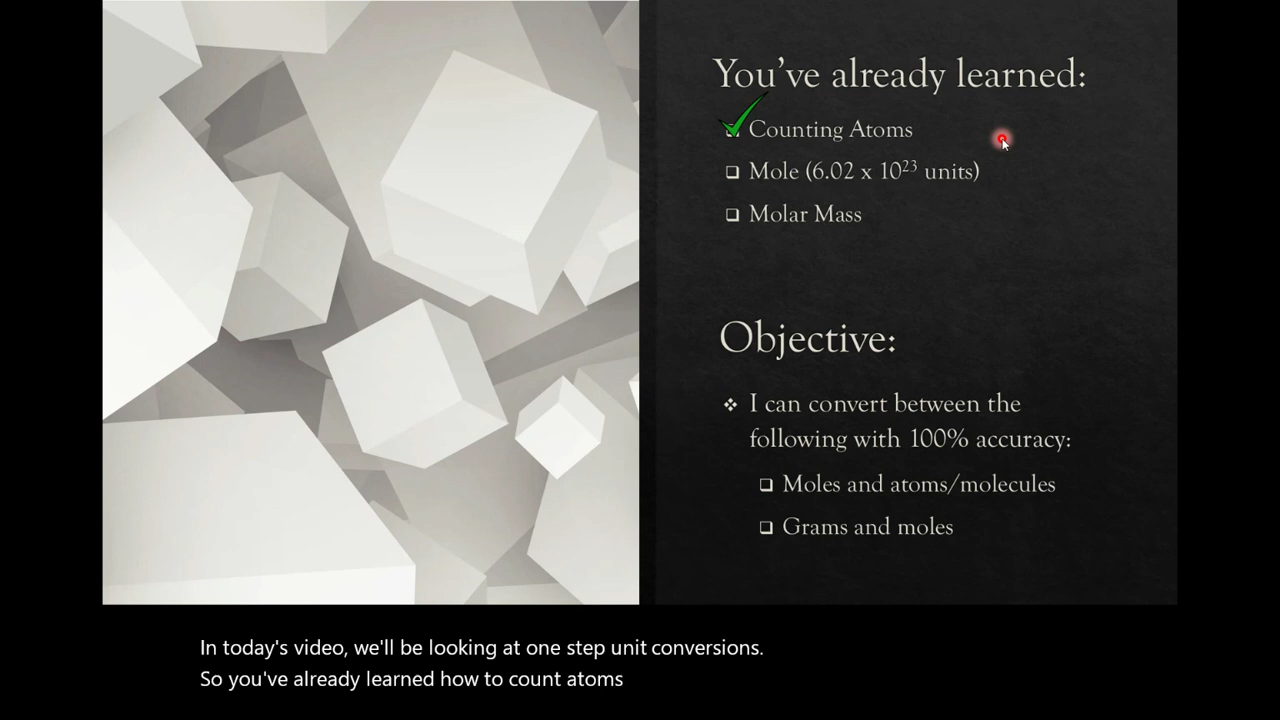 You've already learned:
Counting Atoms
Mole (6.02 x 10²³ units)
Molar Mass
Objective:
I can convert between the
following with 100% accuracy:
Moles and atoms/molecules
Grams and moles
In today's video, we'll be looking at one step unit conversions.
So you've already learned how to count atoms